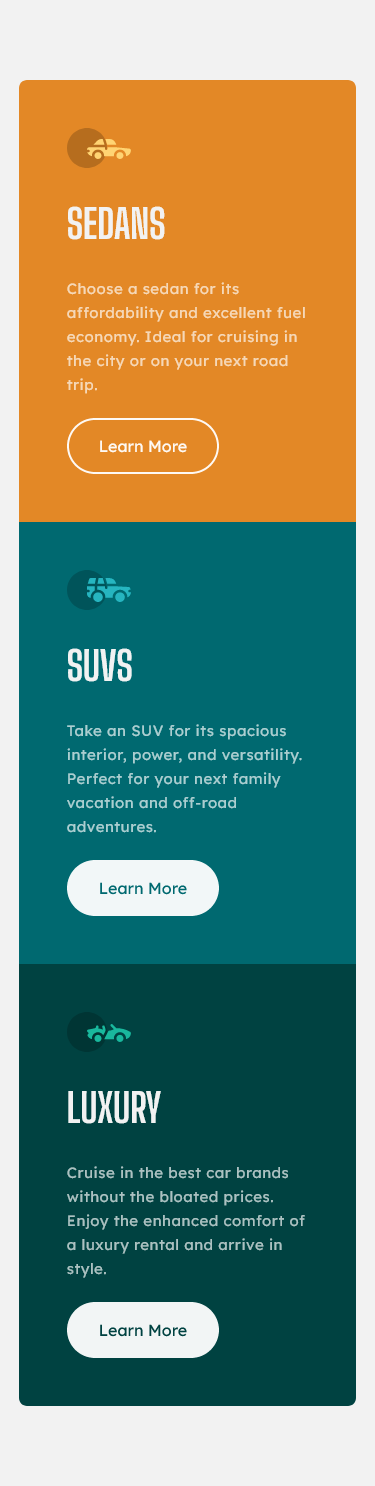 SEDANS
Choose a sedan for its
affordability and excellent fuel
economy. Ideal for cruising in
the city or on your next road
trip.
Learn More
SUVS
Take an SUV for its spacious
interior, power, and versatility.
Perfect for your next family
vacation and off-road
adventures.
Learn More
LUXURY
Cruise in the best car brands
without the bloated prices.
Enjoy the enhanced comfort of
a luxury rental and arrive in
style.
Learn More